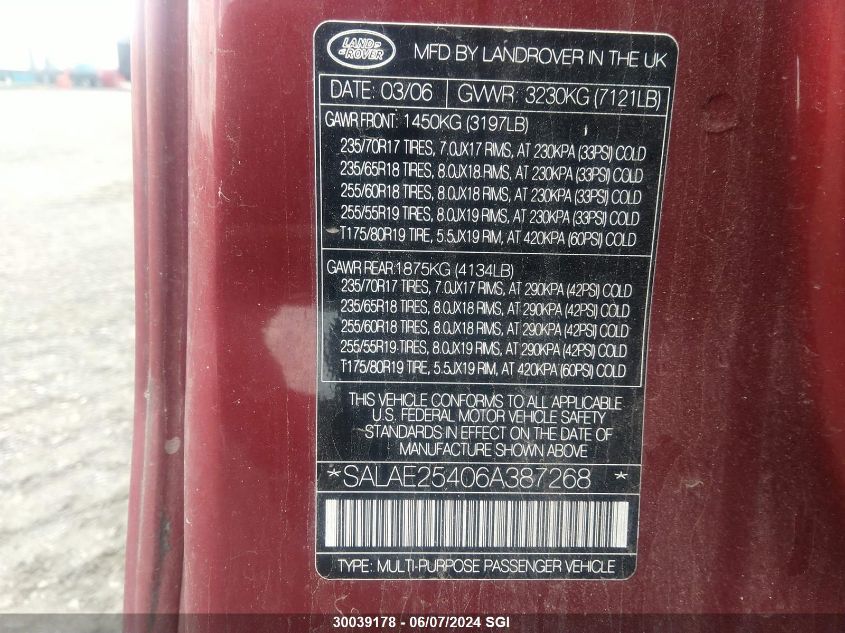 LAND ROVER
MFD BY LANDROVER IN THE UK
DATE: 03/06 GVWR: 3230KG (7121LB)
GAWR FRONT: 1450KG (3197LB)
235/70R17 TIRES, 7.0JX17 RIMS, AT 230KPA (33PSI) COLD
235/65R18 TIRES, 8.0JX18 RIMS, AT 230KPA (33PSI) COLD
255/60R18 TIRES, 8.0JX18 RIMS, AT 230KPA (33PSI) COLD
255/55R19 TIRES, 8.0JX19 RIMS, AT 230KPA (33PSI) COLD
T175/80R19 TIRE, 5.5JX19 RIM, AT 420KPA (60PSI) COLD
GAWR REAR: 1875KG (4134LB)
235/70R17 TIRES, 7.0JX17 RIMS, AT 290KPA (42PSI) COLD
235/65R18 TIRES, 8.0JX18 RIMS, AT 290KPA (42PSI) COLD
255/60R18 TIRES, 8.0JX18 RIMS, AT 290KPA (42PSI) COLD
255/55R19 TIRES, 8.0JX19 RIMS, AT 290KPA (42PSI) COLD
T175/80R19 TIRE, 5.5JX19 RIM, AT 420KPA (60PSI) COLD
THIS VEHICLE CONFORMS TO ALL APPLICABLE
U.S. FEDERAL MOTOR VEHICLE SAFETY
STANDARDS IN EFFECT ON THE DATE OF
MANUFACTURE SHOWN ABOVE
*SALAE25406A387268 *
TYPE: MULTI-PURPOSE PASSENGER VEHICLE
30039178 - 06/07/2024 SGI